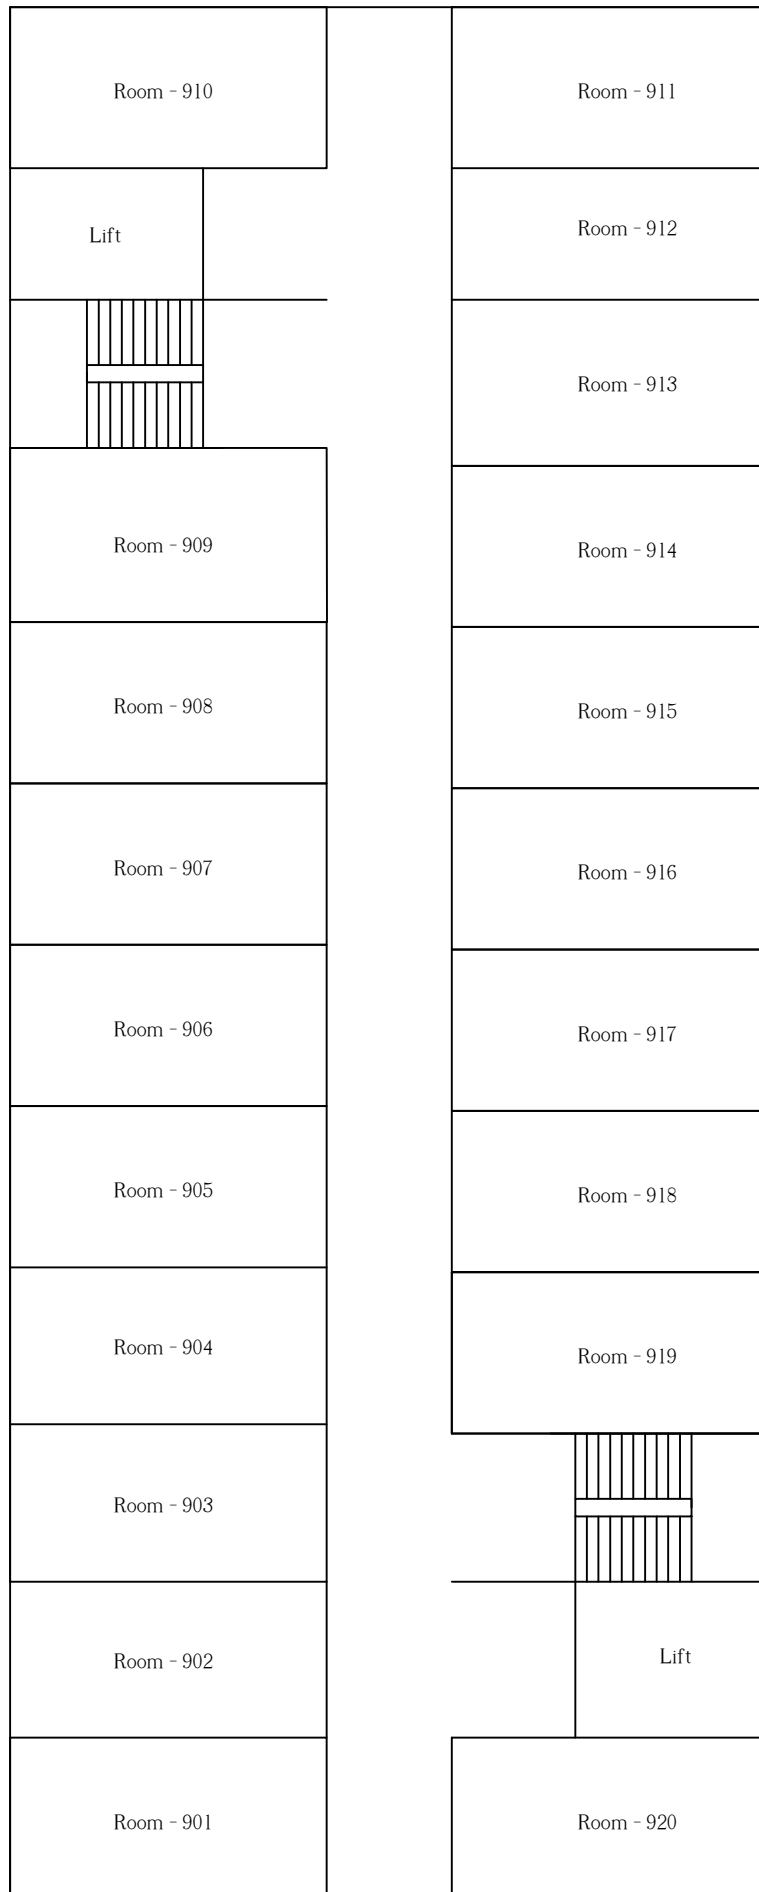 Room - 910
Room - 911
Lift
Room - 912
Room - 913
Room - 909
Room - 914
Room - 908
Room - 915
Room - 907
Room - 916
Room - 906
Room - 917
Room - 905
Room - 918
Room - 904
Room - 919
Room - 903
Room - 902
Lift
Room - 901
Room - 920